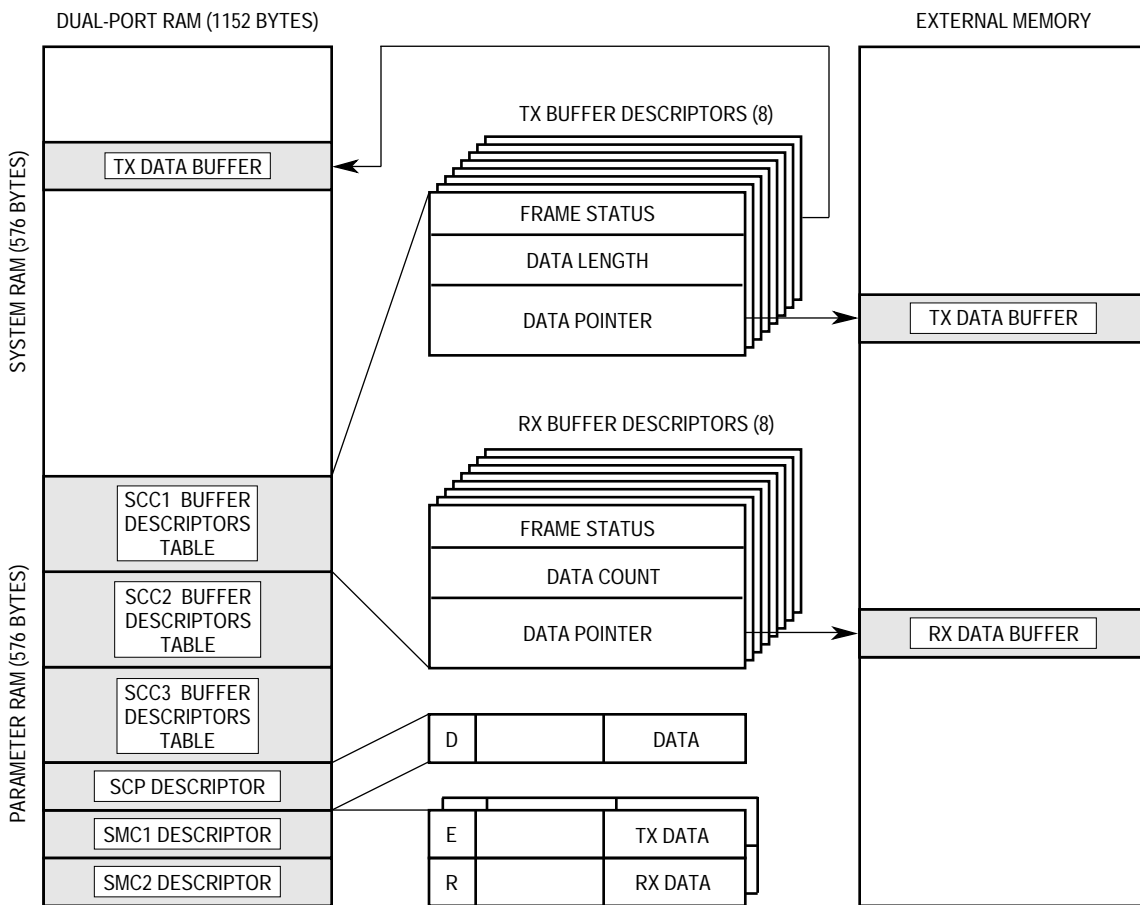 DUAL-PORT RAM (1152 BYTES)
EXTERNAL MEMORY
SYSTEM RAM (576 BYTES)
PARAMETER RAM (576 BYTES)
TX DATA BUFFER
SCC1 BUFFER
DESCRIPTORS
TABLE
SCC2 BUFFER
DESCRIPTORS
TABLE
SCC3 BUFFER
DESCRIPTORS
TABLE
SCP DESCRIPTOR
SMC1 DESCRIPTOR
SMC2 DESCRIPTOR
TX BUFFER DESCRIPTORS (8)
FRAME STATUS
DATA LENGTH
DATA POINTER
RX BUFFER DESCRIPTORS (8)
FRAME STATUS
DATA COUNT
DATA POINTER
D DATA
E TX DATA
R RX DATA
TX DATA BUFFER
RX DATA BUFFER